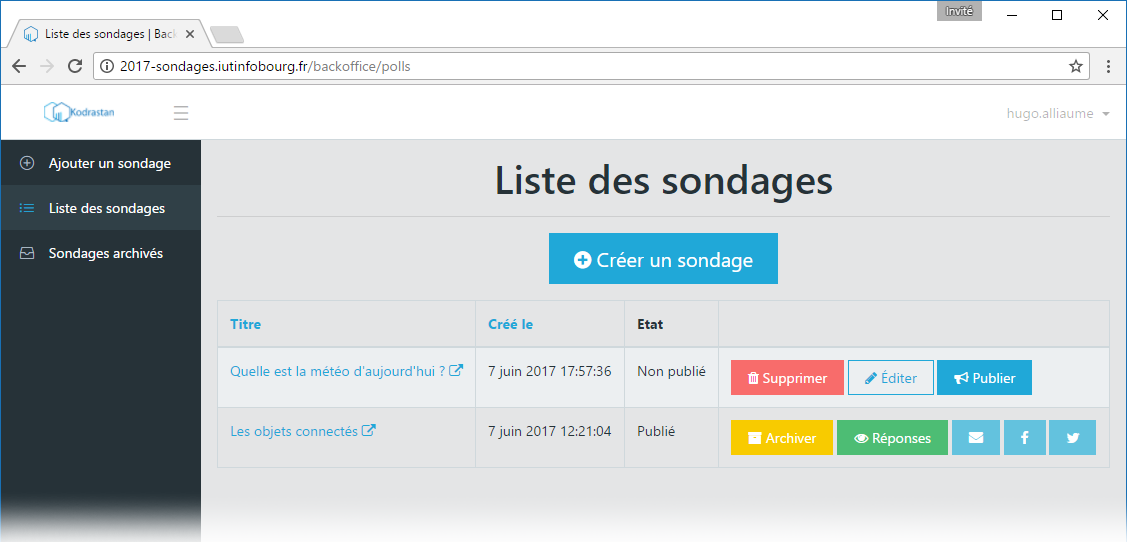 Invité
Liste des sondages | Bac
2017-sondages.iutinfobourg.fr/backoffice/polls
Kodrastan
hugo.alliaume
Ajouter un sondage
Liste des sondages
Sondages archivés
Liste des sondages
Créer un sondage
Titre Créé le Etat
Quelle est la météo d'aujourd'hui ? 7 juin 2017 17:57:36 Non publié Supprimer Éditer Publier
Les objets connectés 7 juin 2017 12:21:04 Publié Archiver Réponses